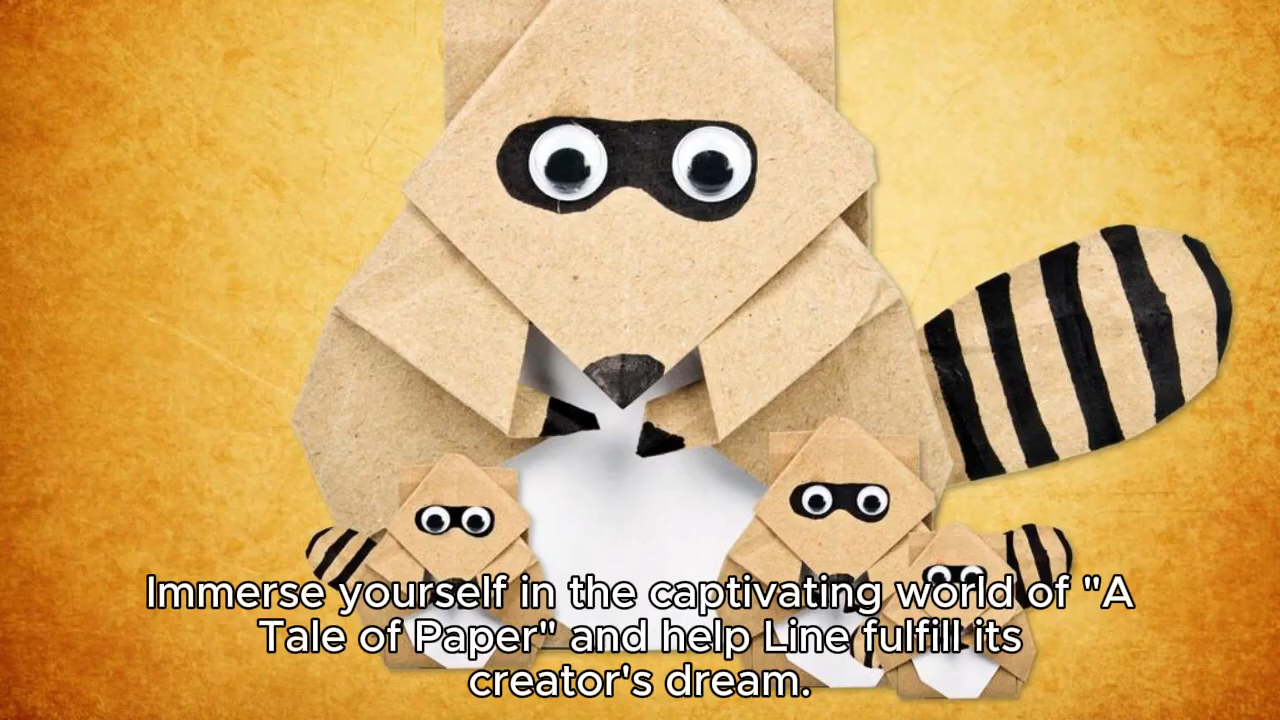 Immerse yourself in the captivating world of "A
Tale of Paper" and help Line fulfill its
creator's dream.